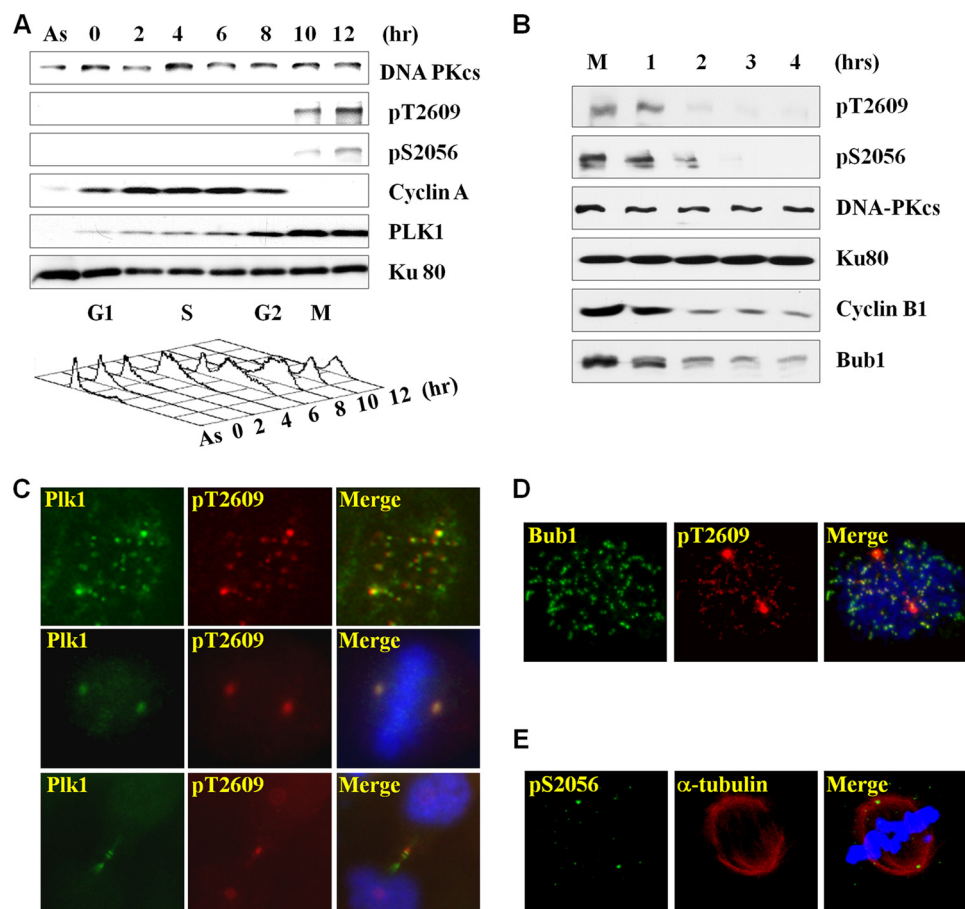 A
As 0 2 4 6 8 10 12 (hr)
DNA PKcs
pT2609
pS2056
Cyclin A
PLK1
Ku 80
G1 S G2 M
As 0 2 4 6 8 10 12 (hr)
B
M 1 2 3 4 (hrs)
pT2609
pS2056
DNA-PKcs
Ku80
Cyclin B1
Bub1
C
Plk1 pT2609 Merge
Plk1 pT2609 Merge
Plk1 pT2609 Merge
D
Bub1 pT2609 Merge
E
pS2056 α-tubulin Merge